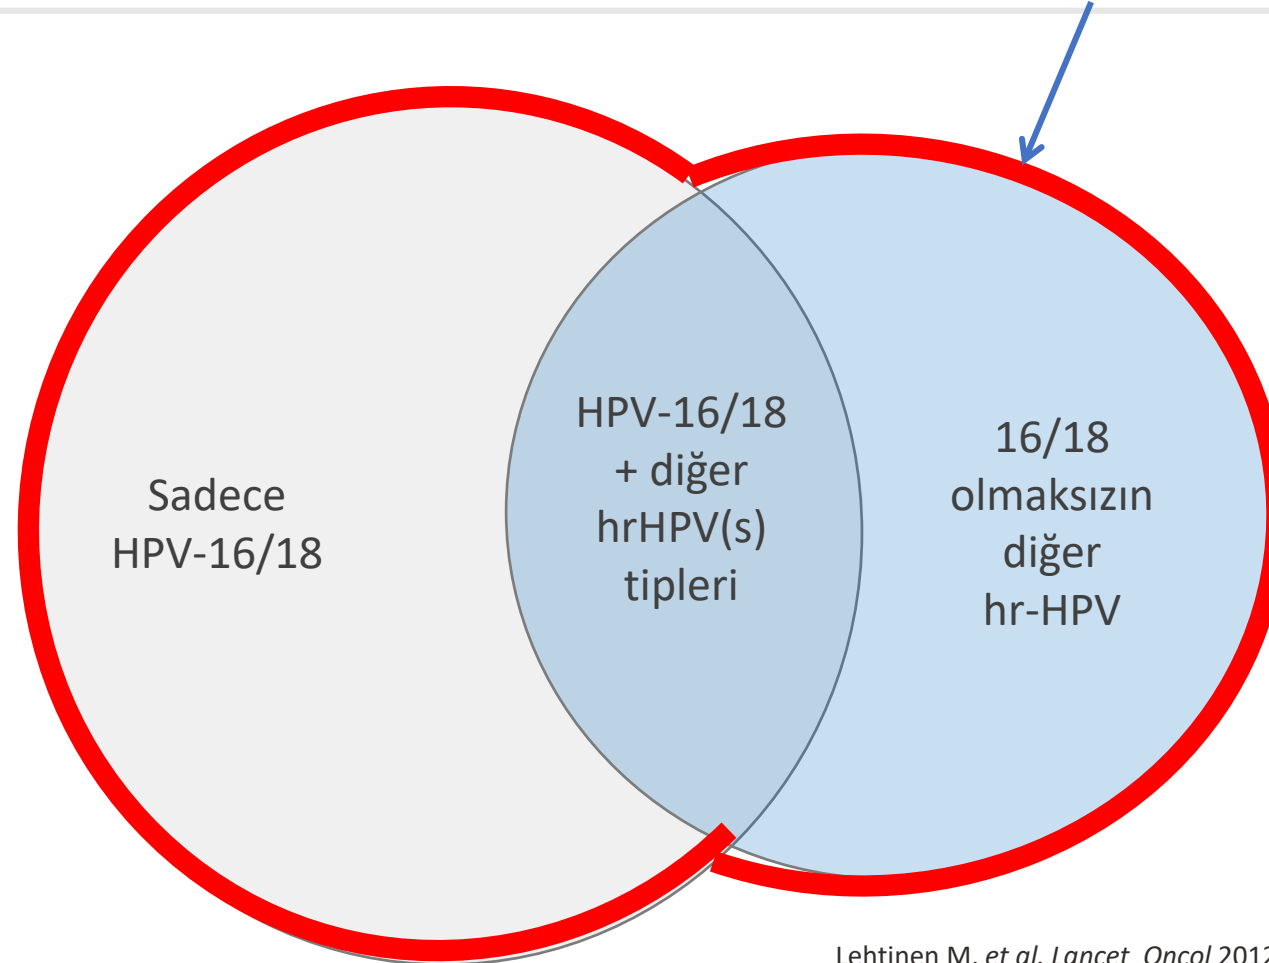 Sadece
HPV-16/18
HPV-16/18
+ diğer
hrHPV(s)
tipleri
16/18
olmaksızın
diğer
hr-HPV
Lehtinen M. et al. Lancet Oncol 2012